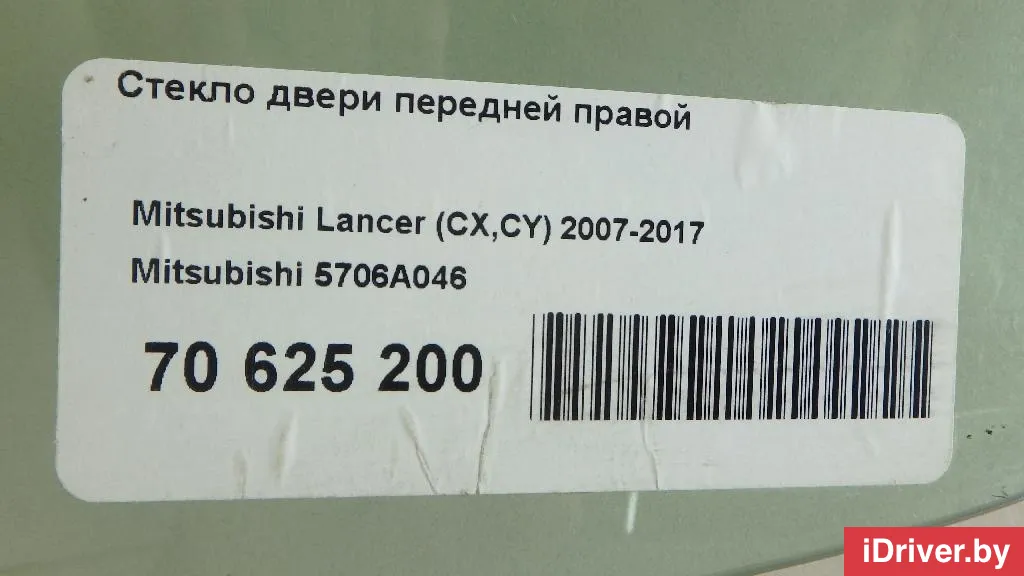 Стекло двери передней правой
Mitsubishi Lancer (CX,CY) 2007-2017
Mitsubishi 5706A046
70 625 200
iDriver.by